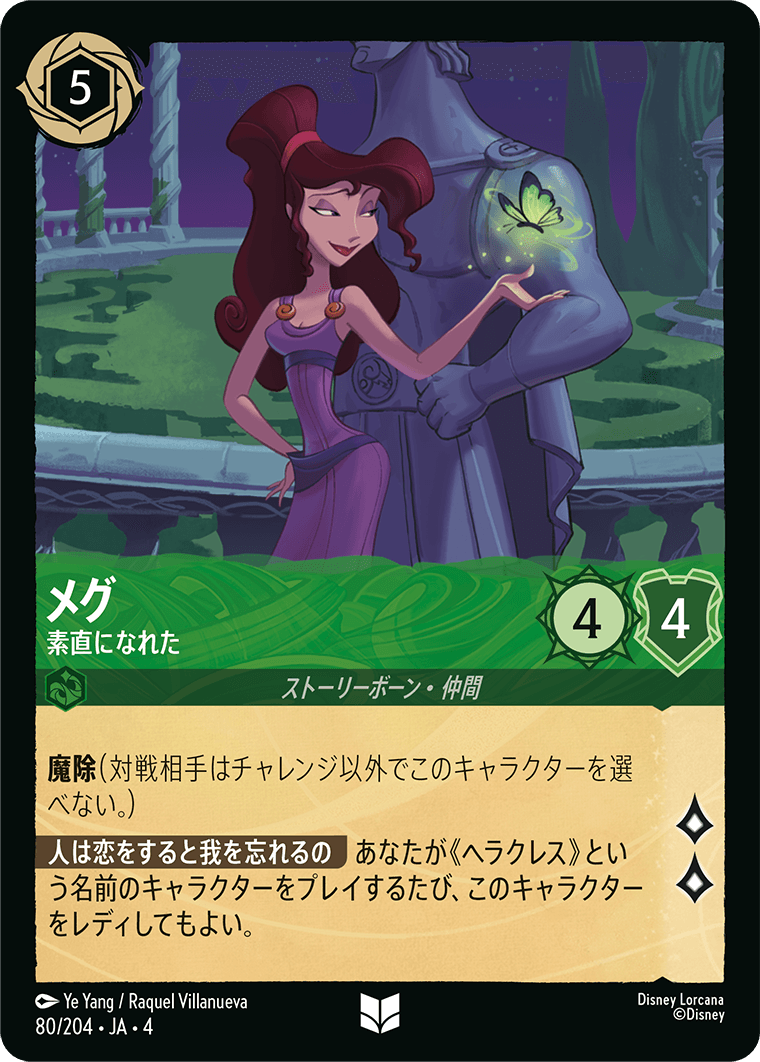 5
メグ
素直になれた
4
4
ストーリーボーン・仲間
魔除(対戦相手はチャレンジ以外でこのキャラクターを選
べない。)
人は恋をすると我を忘れるの あなたが《ヘラクレス》とい
う名前のキャラクターをプレイするたび、このキャラクター
をレディしてもよい。
Ye Yang / Raquel Villanueva
80/204・JA・4
Disney Lorcana
©Disney